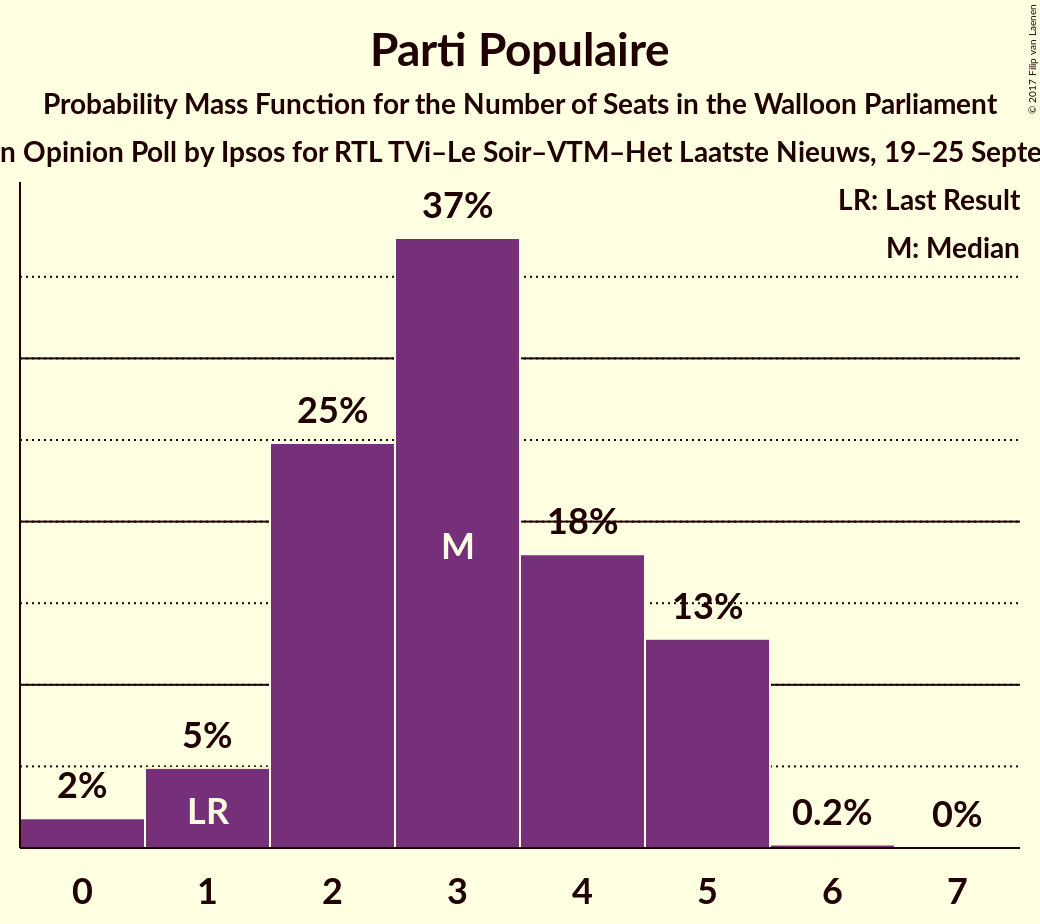 Parti Populaire
Probability Mass Function for the Number of Seats in the Walloon Parliament
n Opinion Poll by Ipsos for RTL TVi–Le Soir–VTM–Het Laatste Nieuws, 19–25 Septe
© 2017 Filip van Laenen
LR: Last Result
M: Median
37%
25%
18%
13%
5%
2%
0.2%
0%
M
LR
0 1 2 3 4 5 6 7